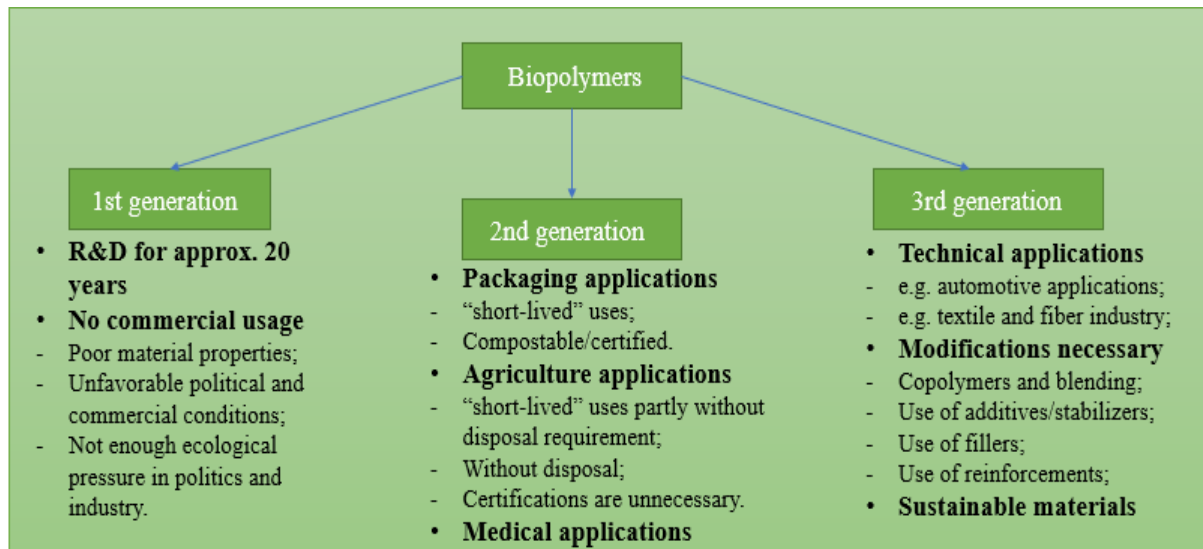 Biopolymers
1st generation
• R&D for approx. 20
years
• No commercial usage
- Poor material properties;
- Unfavorable political and
commercial conditions;
- Not enough ecological
pressure in politics and
industry.
2nd generation
• Packaging applications
- “short-lived” uses;
- Compostable/certified.
• Agriculture applications
- “short-lived” uses partly without
disposal requirement;
- Without disposal;
- Certifications are unnecessary.
• Medical applications
3rd generation
• Technical applications
- e.g. automotive applications;
- e.g. textile and fiber industry;
• Modifications necessary
- Copolymers and blending;
- Use of additives/stabilizers;
- Use of fillers;
- Use of reinforcements;
• Sustainable materials